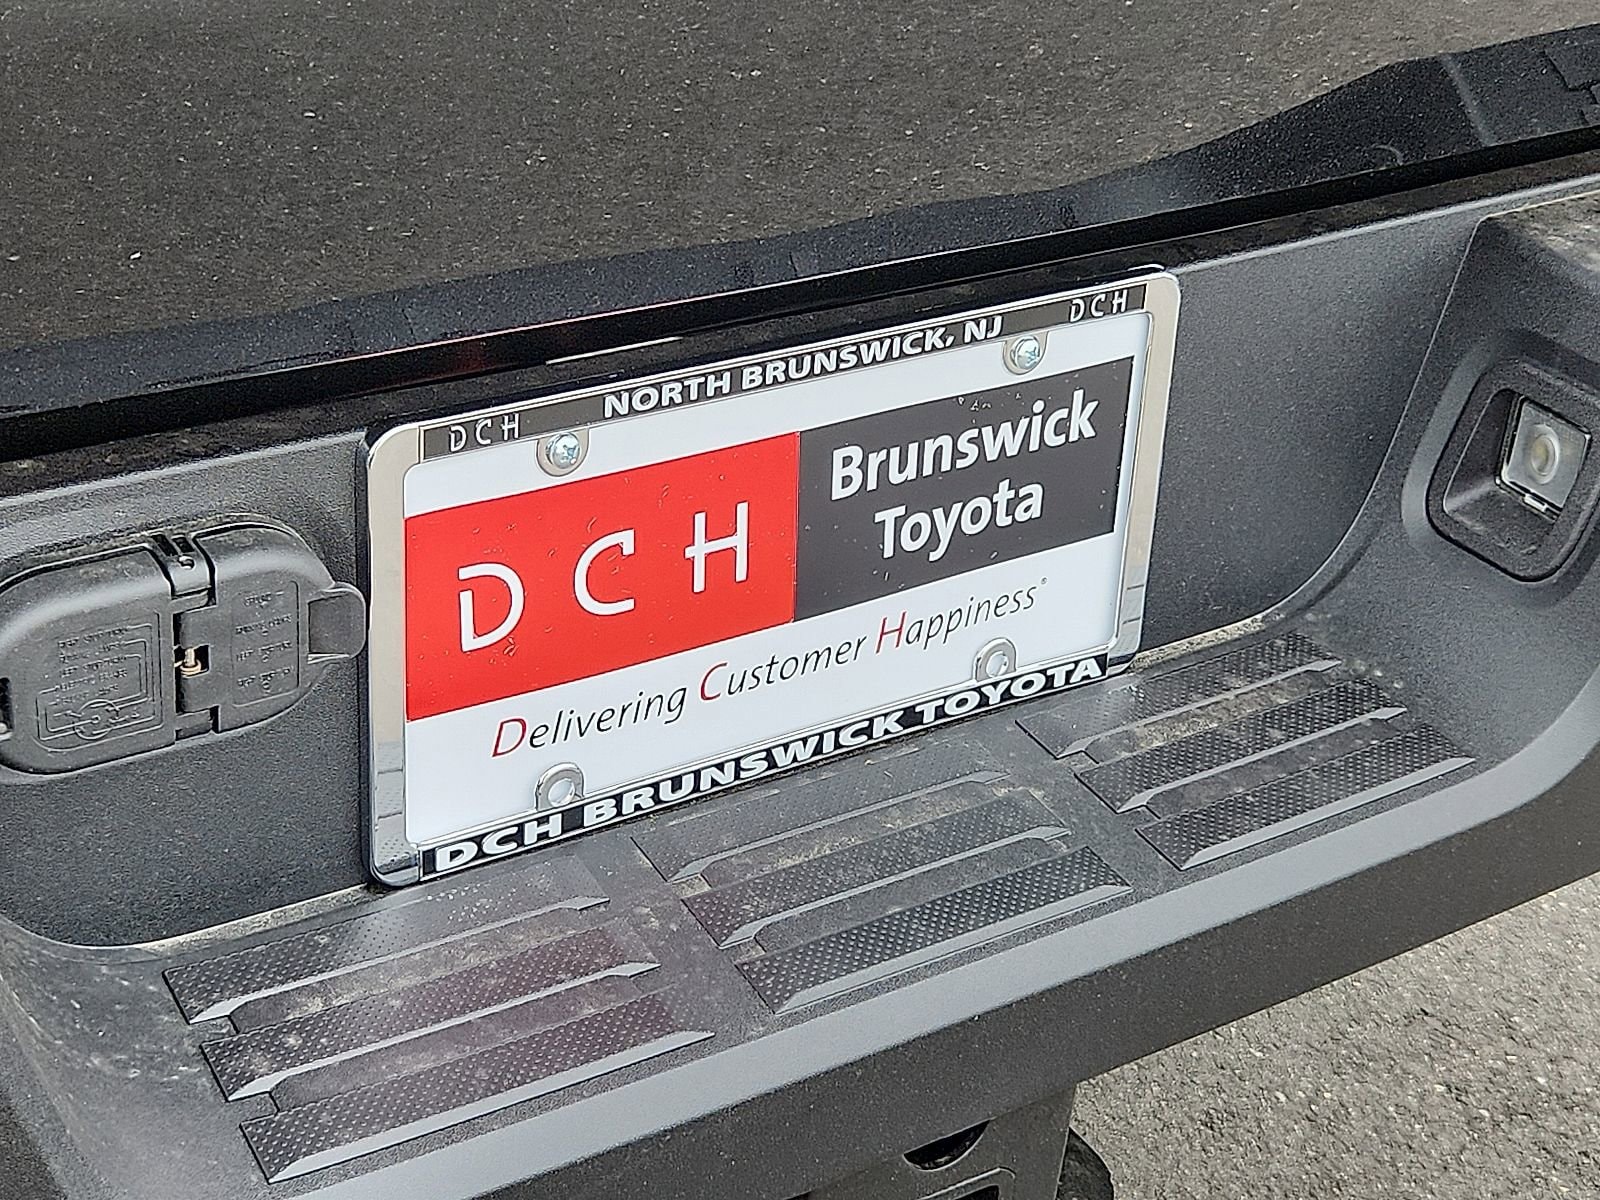 DCH NORTH BRUNSWICK, NJ DCH
DCH
Brunswick
Toyota
Delivering Customer Happiness®
DCH BRUNSWICK TOYOTA